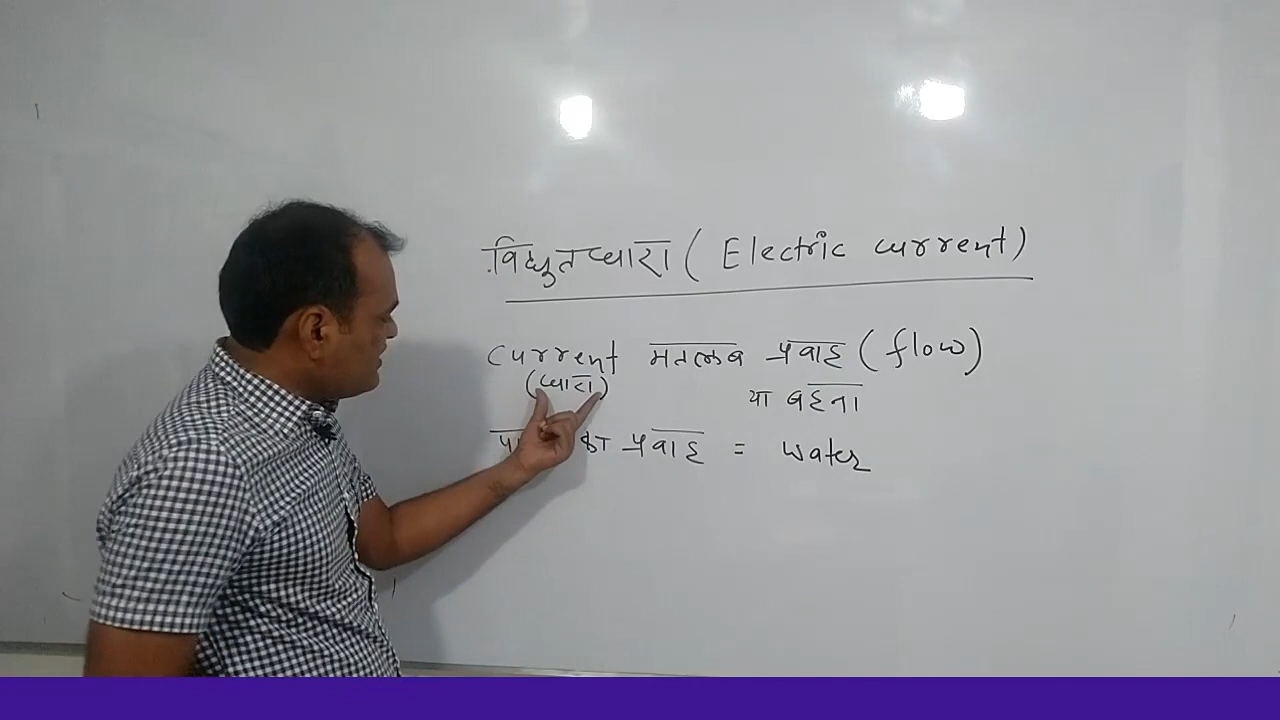 विद्युतधारा ( Electric current )
current मतलब प्रवाह ( flow )
(धारा)
या बहना
का प्रवाह = water